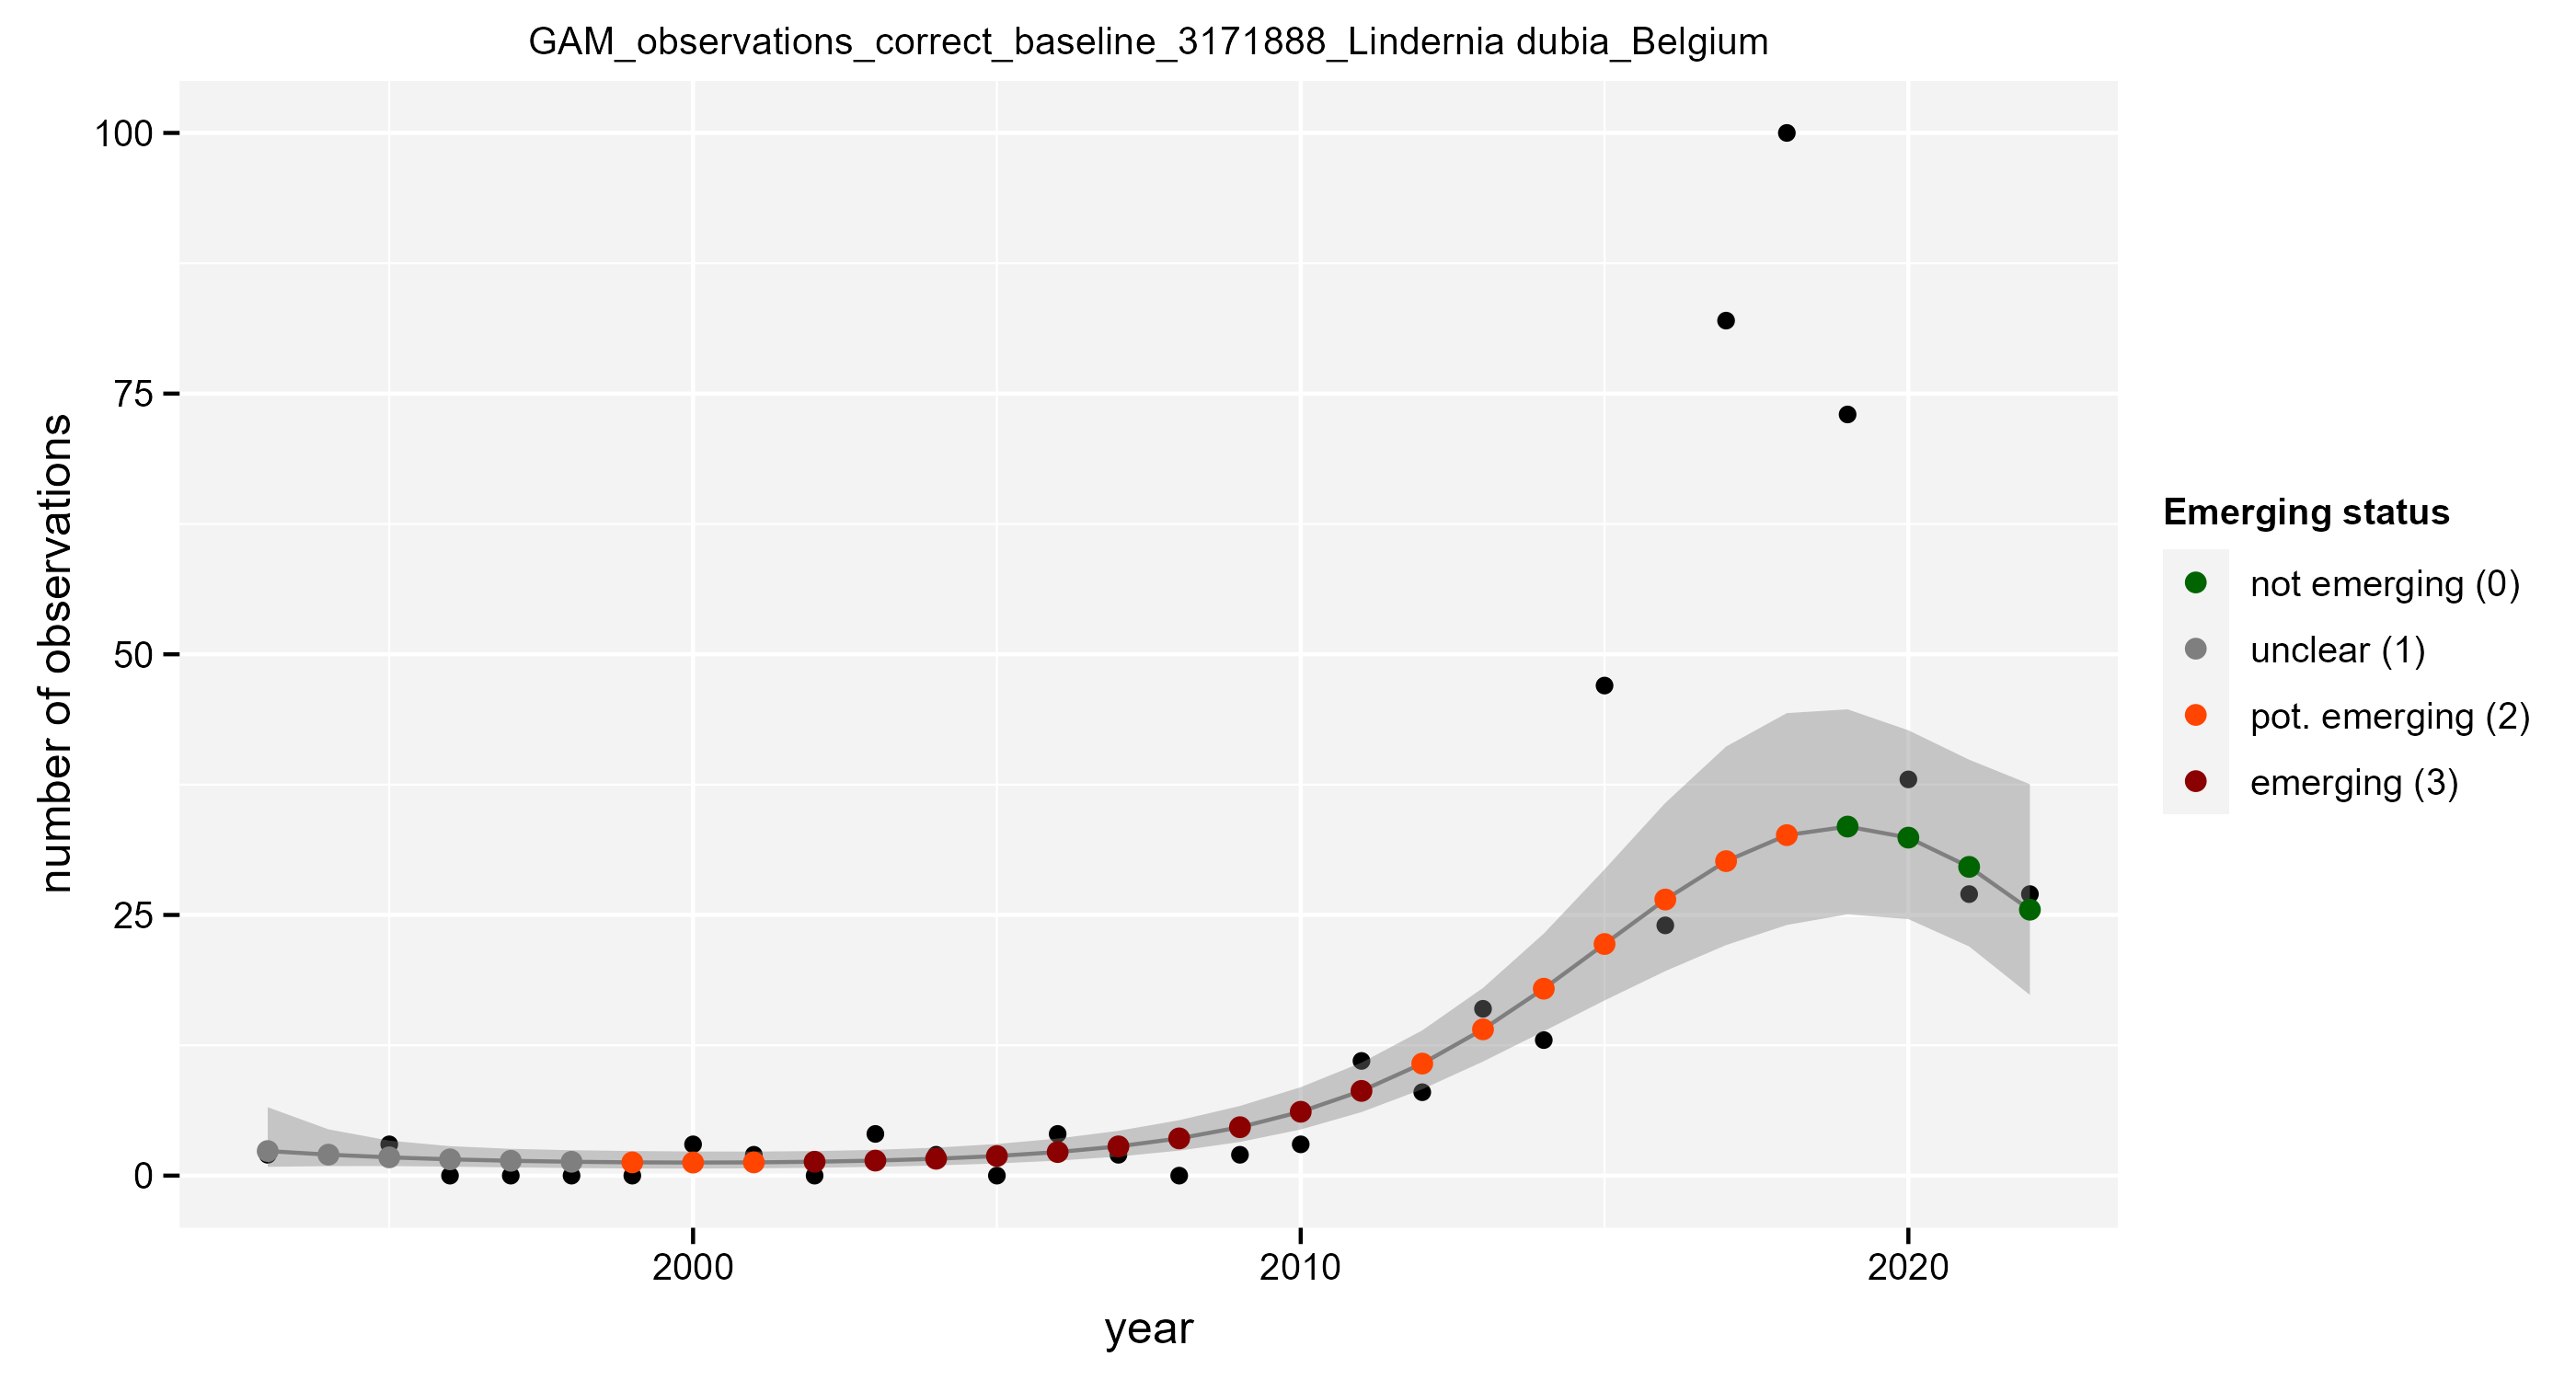 GAM_observations_correct_baseline_3171888_Lindernia dubia_Belgium
number of observations
100
75
50
25
0
2000
2010
2020
year
Emerging status
not emerging (0)
unclear (1)
pot. emerging (2)
emerging (3)